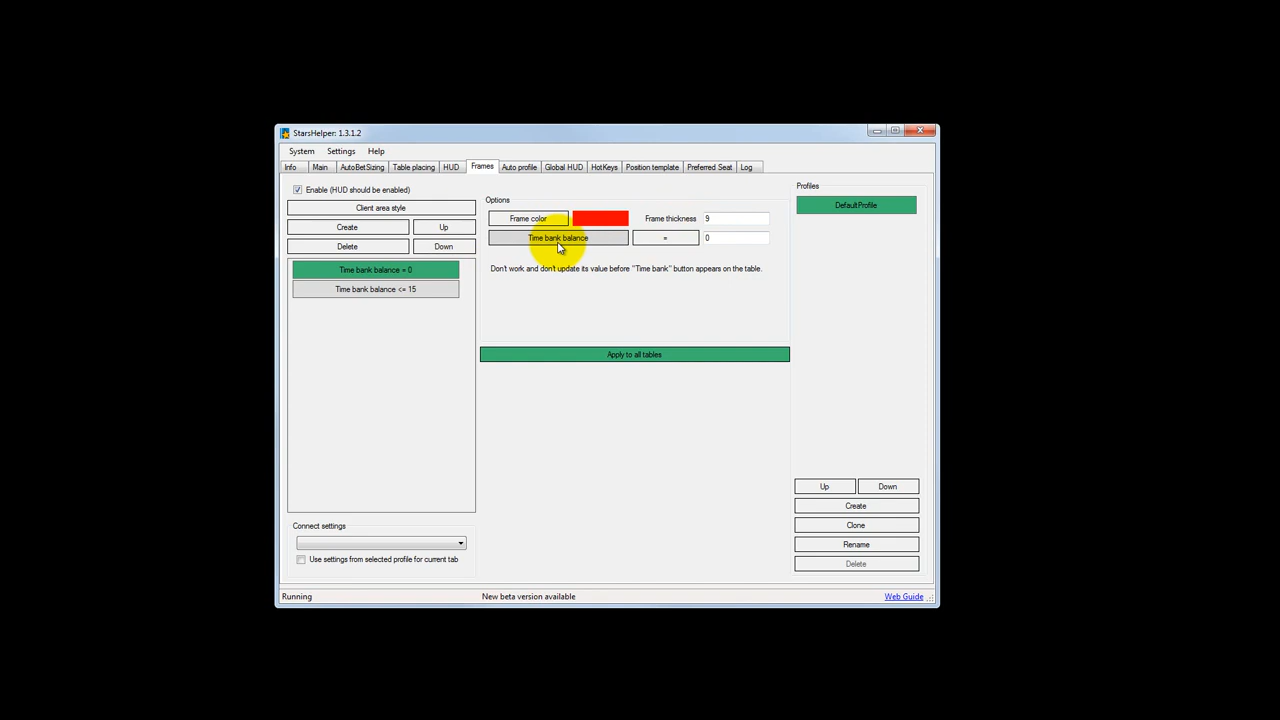 StarsHelper: 1.3.1.2
System Settings Help
Info Main AutoBetSizing Table placing HUD Frames Auto profile Global HUD HotKeys Position template Preferred Seat Log
Enable (HUD should be enabled)
Client area style
Create Up
Delete Down
Time bank balance = 0
Time bank balance <= 15
Connect settings
Use settings from selected profile for current tab
Options
Frame color Frame thickness 9
Time bank balance = 0
Don't work and don't update its value before "Time bank" button appears on the table.
Apply to all tables
Profiles
DefaultProfile
Up Down
Create
Clone
Rename
Delete
Running New beta version available Web Guide